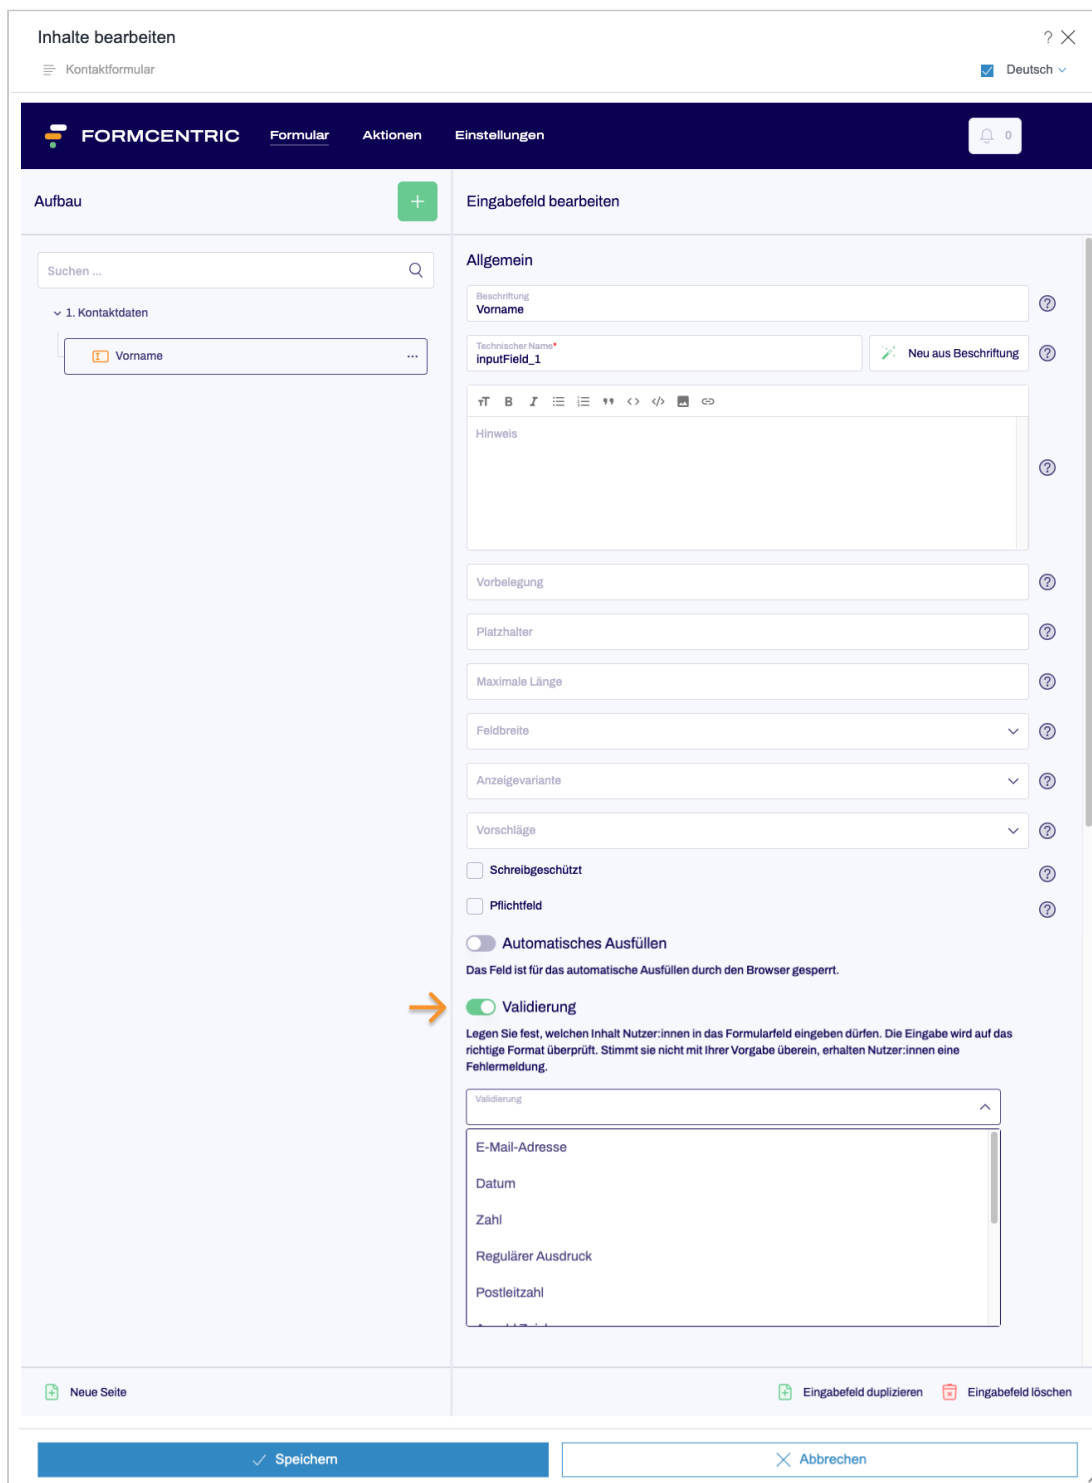 Inhalte bearbeiten
?
Kontaktformular
Deutsch
FORMCENTRIC Formular Aktionen Einstellungen 0
Aufbau
+
Eingabefeld bearbeiten
Suchen ...
1. Kontaktdaten
Vorname
...
Allgemein
Beschriftung
Vorname
?
Technischer Name*
inputField_1
Neu aus Beschriftung
?
TT B I
Hinweis
?
Vorbelegung
?
Platzhalter
?
Maximale Länge
?
Feldbreite
?
Anzeigevariante
?
Vorschläge
?
Schreibgeschützt
?
Pflichtfeld
?
Automatisches Ausfüllen
Das Feld ist für das automatische Ausfüllen durch den Browser gesperrt.
Validierung
Legen Sie fest, welchen Inhalt Nutzer:innen in das Formularfeld eingeben dürfen. Die Eingabe wird auf das
richtige Format überprüft. Stimmt sie nicht mit Ihrer Vorgabe überein, erhalten Nutzer:innen eine
Fehlermeldung.
Validierung
E-Mail-Adresse
Datum
Zahl
Regulärer Ausdruck
Postleitzahl
Neue Seite
Eingabefeld duplizieren
Eingabefeld löschen
Speichern
Abbrechen